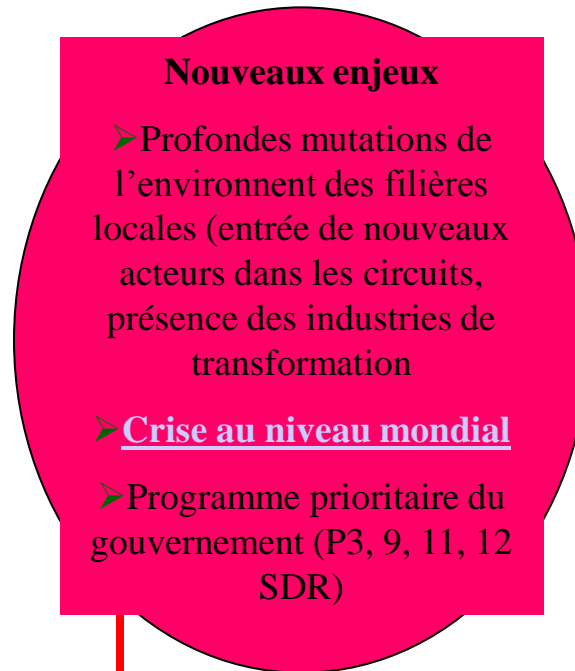 Nouveaux enjeux
➢Profondes mutations de
l’environnent des filières
locales (entrée de nouveaux
acteurs dans les circuits,
présence des industries de
transformation
➢Crise au niveau mondial
➢Programme prioritaire du
gouvernement (P3, 9, 11, 12
SDR)